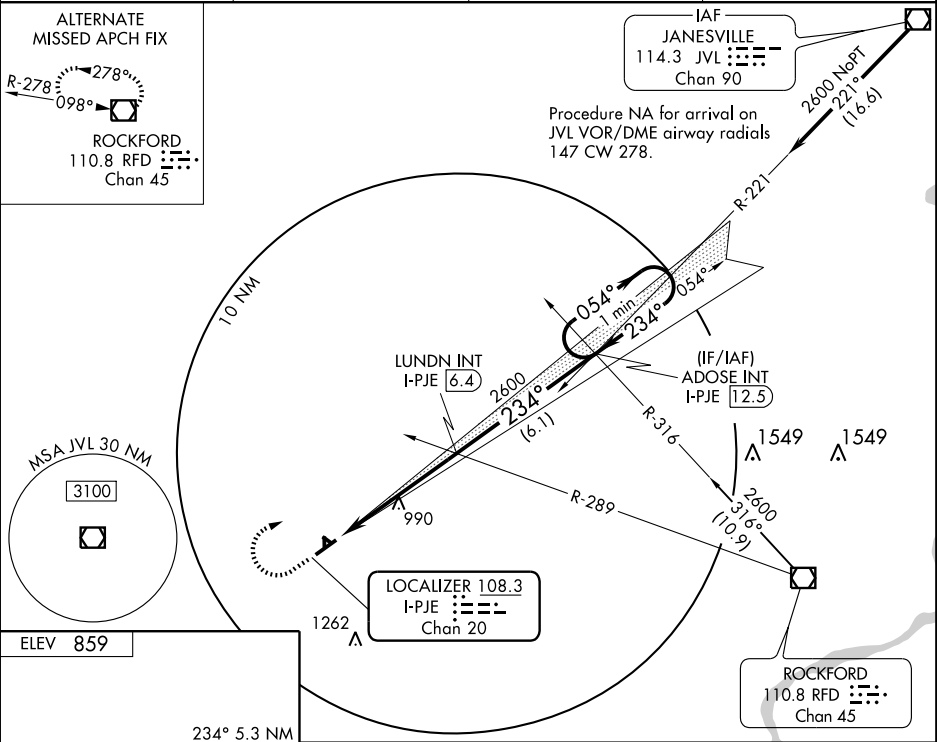 ALTERNATE
MISSED APCH FIX
R-278
278°
098°
ROCKFORD
110.8 RFD
Chan 45
IAF
JANESVILLE
114.3 JVL
Chan 90
2600 NoPT
221°
(16.6)
Procedure NA for arrival on
JVL VOR/DME airway radials
147 CW 278.
R-221
10 NM
054°
1 min
234°
054°
LUNDN INT
I-PJE 6.4
2600
234°
(6.1)
(IF/IAF)
ADOSE INT
I-PJE 12.5
R-316
1549
1549
MSA JVL 30 NM
3100
990
R-289
2600
316°
(10.9)
LOCALIZER 108.3
I-PJE
Chan 20
1262
ELEV 859
234° 5.3 NM
ROCKFORD
110.8 RFD
Chan 45